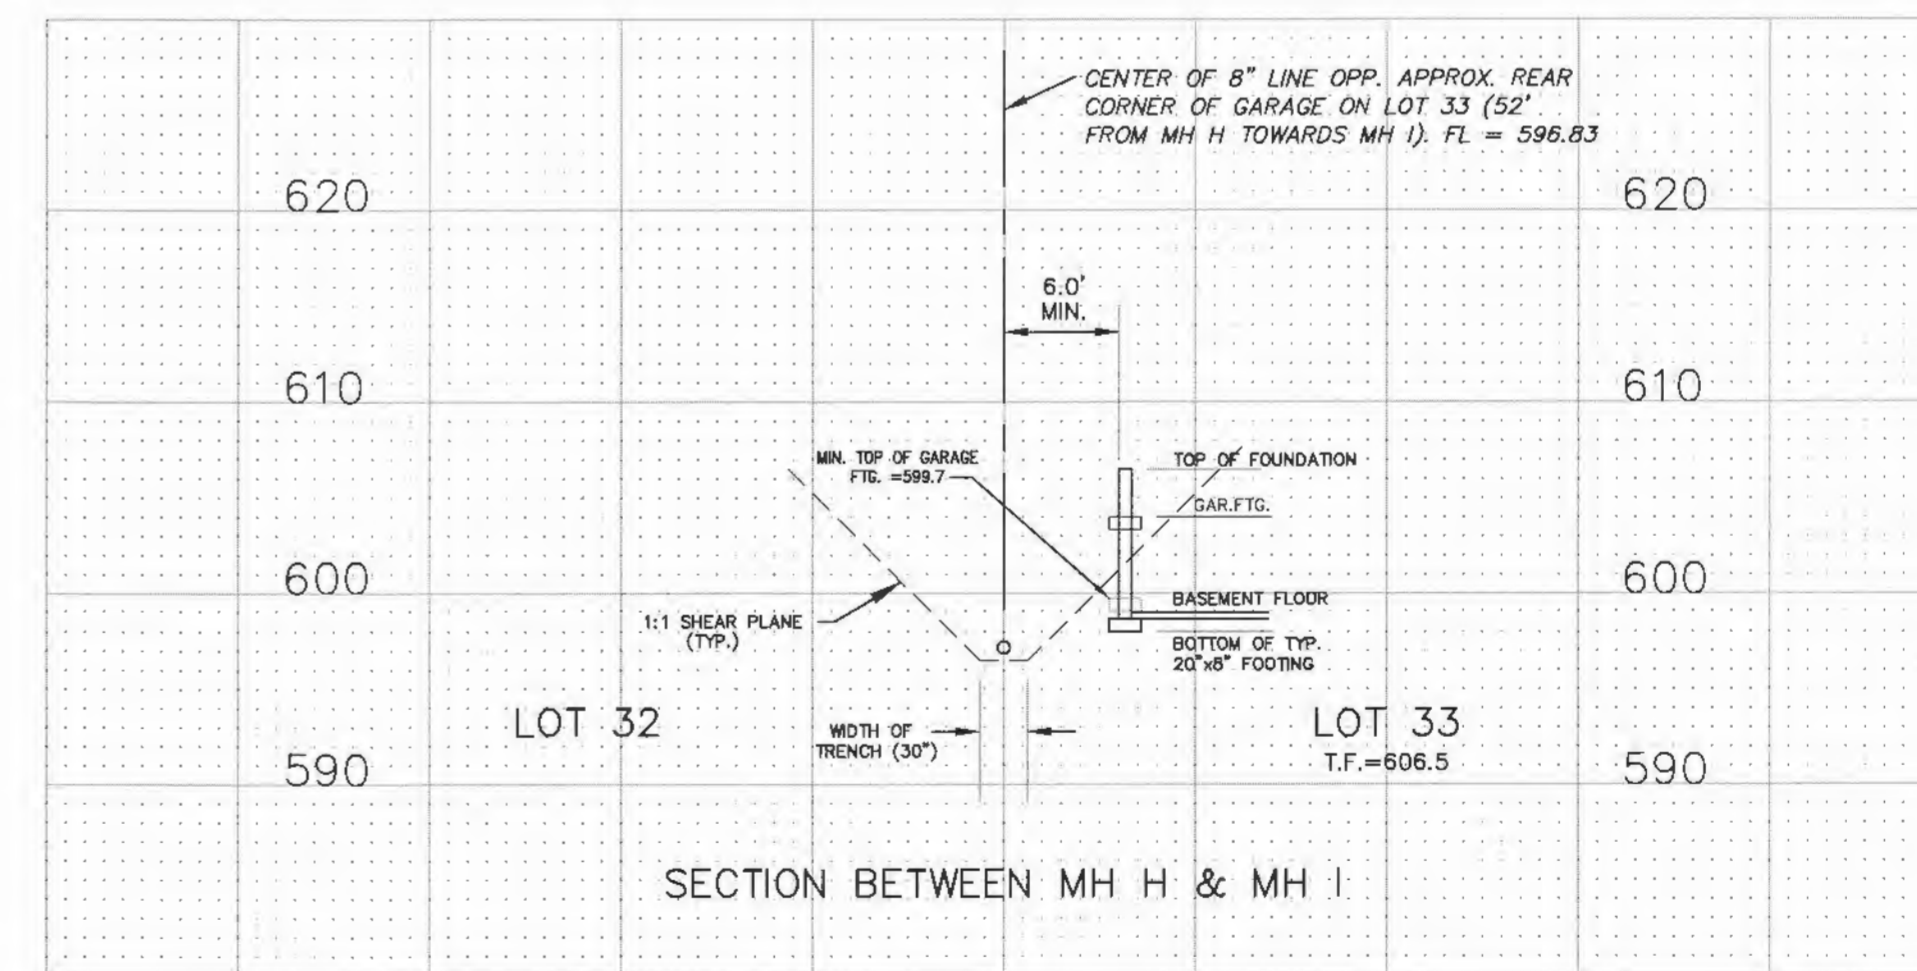 CENTER OF 8" LINE OPP. APPROX. REAR
CORNER OF GARAGE ON LOT 33 (52'
FROM MH H TOWARDS MH I). FL = 596.83
620
620
6.0'
MIN.
610
610
MIN. TOP OF GARAGE
FTG. =599.7
TOP OF FOUNDATION
GAR.FTG.
600
600
1:1 SHEAR PLANE
(TYP.)
BASEMENT FLOOR
BOTTOM OF TYP.
20"x8" FOOTING
LOT 32
WIDTH OF
TRENCH (30")
LOT 33
T.F.=606.5
590
590
SECTION BETWEEN MH H & MH I